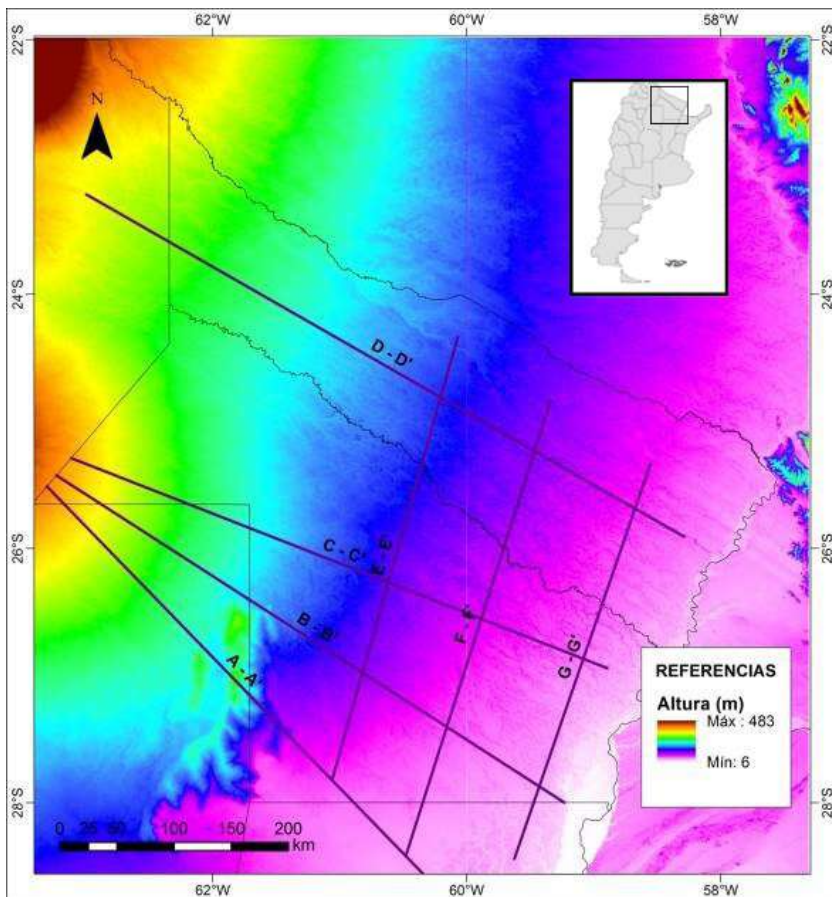 62°W 60°W 58°W
22°S 22°S
N
24°S 24°S
D - D'
C - C'
E E'
26°S 26°S
B - B'
F - F'
A - A'
G - G'
REFERENCIAS
Altura (m)
Máx : 483
Mín: 6
28°S 28°S
0 25 50 100 150 200
km
62°W 60°W 58°W